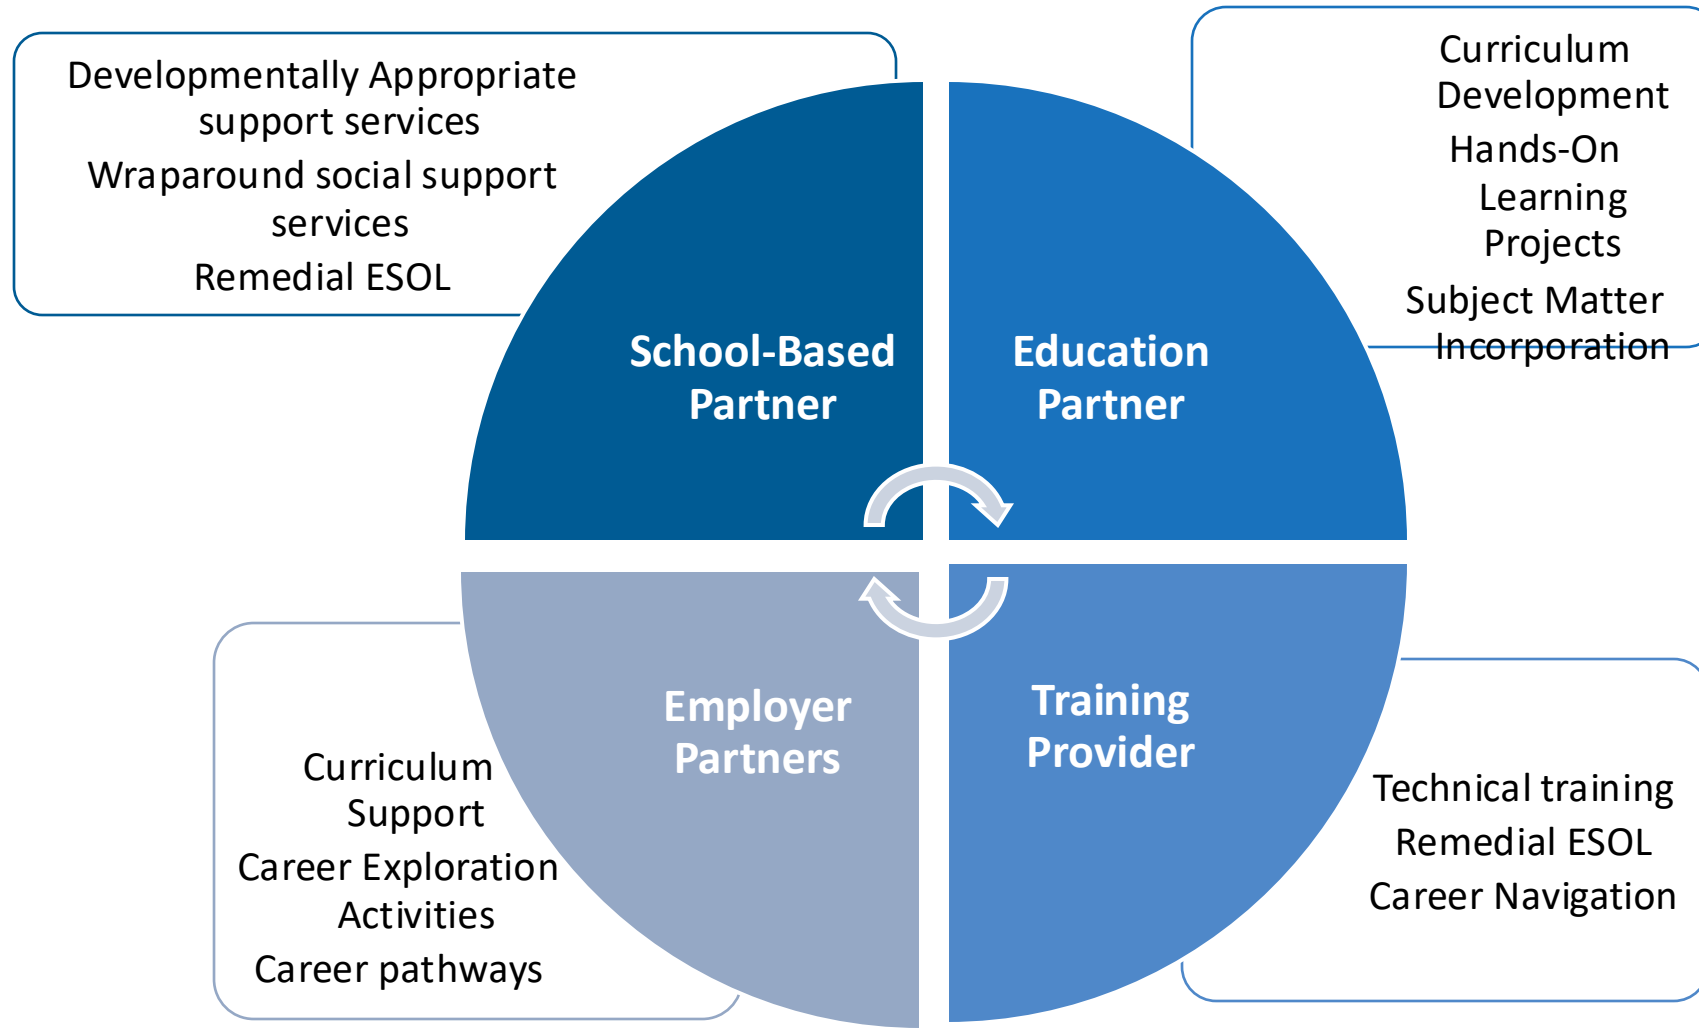 Developmentally Appropriate
support services
Wraparound social support
services
Remedial ESOL
Curriculum
Development
Hands-On
Learning
Projects
Subject Matter
Incorporation
School-Based
Partner
Education
Partner
Employer
Partners
Training
Provider
Curriculum
Support
Career Exploration
Activities
Career pathways
Technical training
Remedial ESOL
Career Navigation